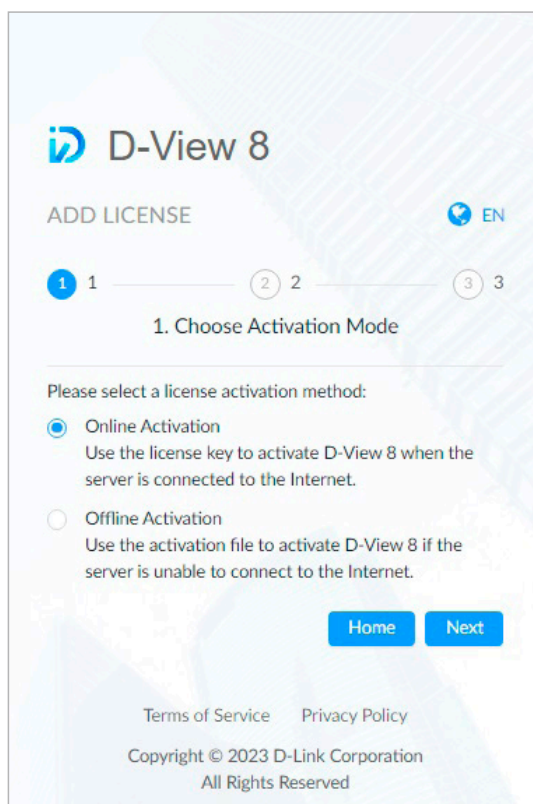 D-View 8
ADD LICENSE EN
1 1 2 2 3 3
1. Choose Activation Mode
Please select a license activation method:
Online Activation
Use the license key to activate D-View 8 when the
server is connected to the Internet.
Offline Activation
Use the activation file to activate D-View 8 if the
server is unable to connect to the Internet.
Home Next
Terms of Service Privacy Policy
Copyright © 2023 D-Link Corporation
All Rights Reserved